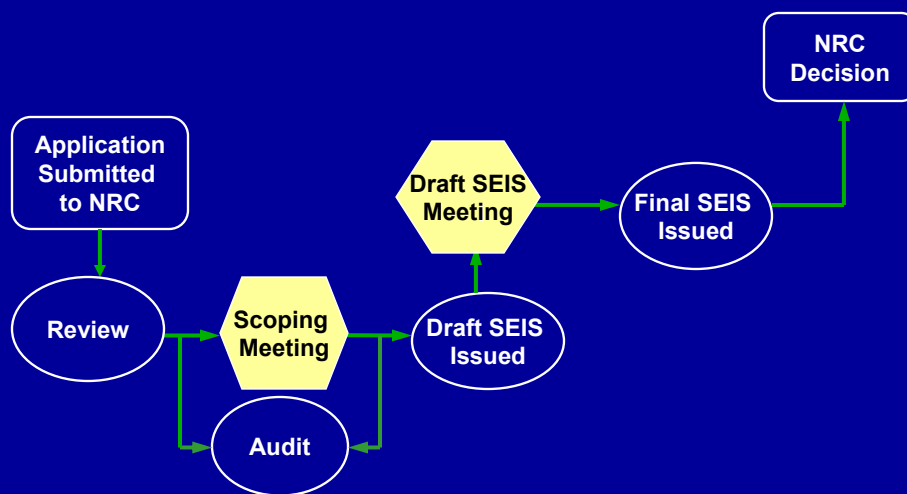 Application
Submitted
to NRC
Review
Scoping
Meeting
Audit
Draft SEIS
Issued
Draft SEIS
Meeting
Final SEIS
Issued
NRC
Decision